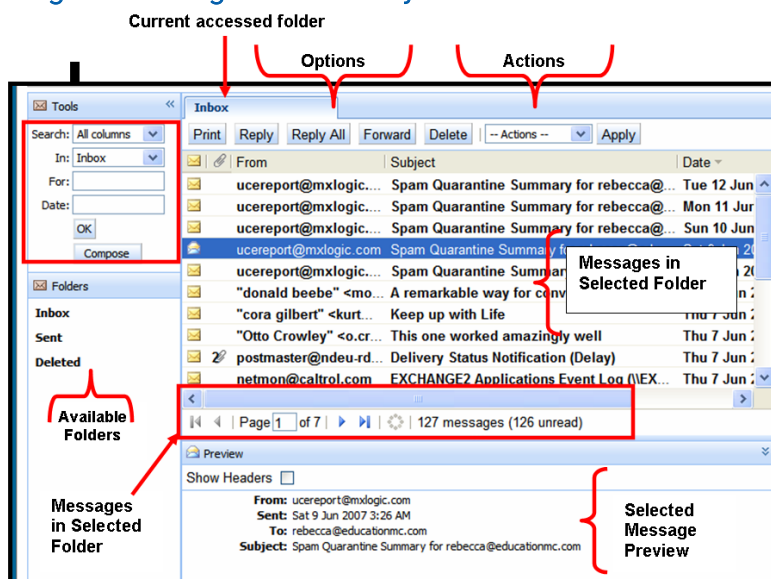 Current accessed folder
Options
Actions
Tools «
Inbox
Search: All columns
In: Inbox
For:
Date:
OK
Compose
Print Reply Reply All Forward Delete -- Actions -- Apply
From Subject Date
ucereport@mxlogic.... Spam Quarantine Summary for rebecca@... Tue 12 Jun
ucereport@mxlogic.... Spam Quarantine Summary for rebecca@... Mon 11 Jun
ucereport@mxlogic.... Spam Quarantine Summary for rebecca@... Sun 10 Jun
ucereport@mxlogic.com Spam Quarantine Summary
ucereport@mxlogic.... Spam Quarantine
"donald beebe" <mo... A remarkable way for
"cora gilbert" <kurt... Keep up with Life Thu 7 Jun
"Otto Crowley" <o.cr... This one worked amazingly well Thu 7 Jun
2 postmaster@ndeu-rd... Delivery Status Notification (Delay) Thu 7 Jun
netmon@caltrol.com EXCHANGE2 Applications Event Log (\\EX... Thu 7 Jun
Messages in
Selected Folder
Folders
Inbox
Sent
Deleted
Available
Folders
Page 1 of 7 127 messages (126 unread)
Preview
Show Headers
From: ucereport@mxlogic.com
Sent: Sat 9 Jun 2007 3:26 AM
To: rebecca@educationmc.com
Subject: Spam Quarantine Summary for rebecca@educationmc.com
Messages
in Selected
Folder
Selected
Message
Preview